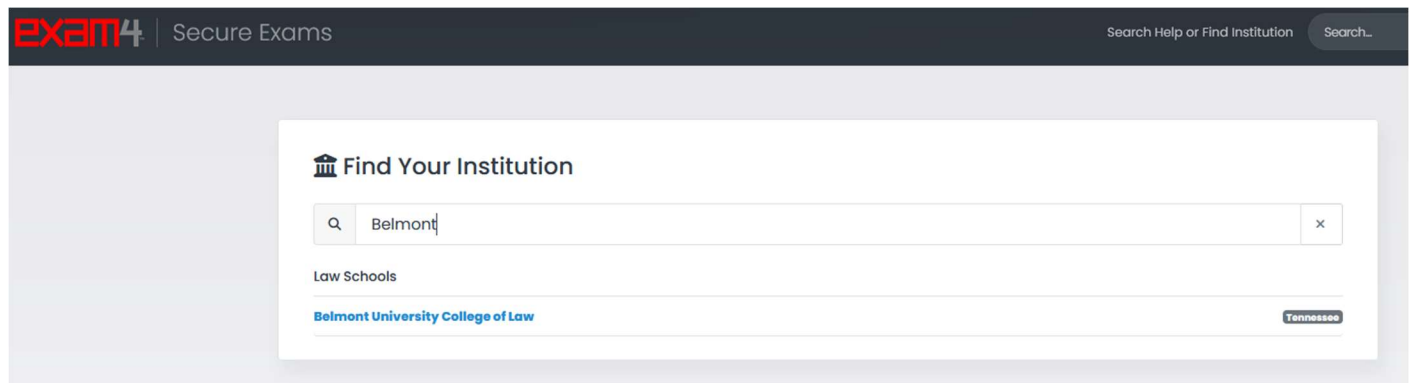 exam4 | Secure Exams
Search Help or Find Institution
Search...
Find Your Institution
Belmont
Law Schools
Belmont University College of Law
Tennessee